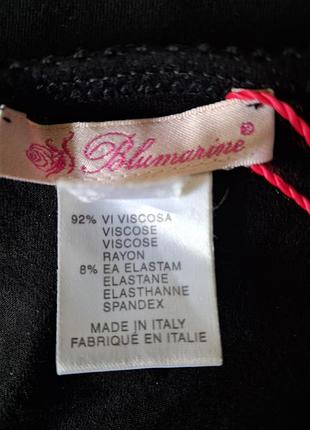 Blumarine ®
92% VI VISCOSA
VISCOSE
VISCOSE
RAYON
8% EA ELASTAM
ELASTANE
ELASTHANNE
SPANDEX
MADE IN ITALY
FABRIQUÉ EN ITALIE